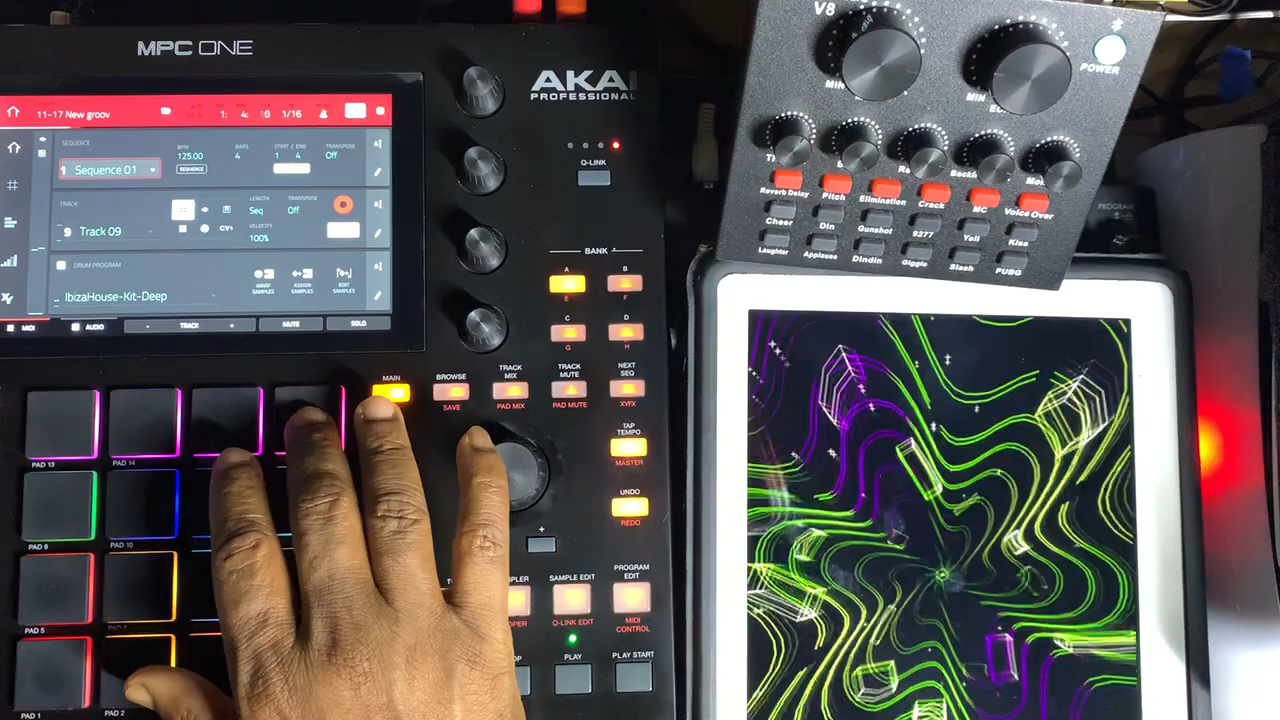 MPC ONE
AKAI
PROFESSIONAL
11-17 New groov
1: 4: 16 1/16
SEQUENCE
1 Sequence 01
BPM
125.00
SEQUENCE
BARS
4
START / END
1 4
TRANSPOSE
Off
TRACK
9 Track 09
LENGTH
Seq
TRANSPOSE
Off
CV+
VELOCITY
100%
DRUM PROGRAM
IbizaHouse-Kit-Deep
WARP SAMPLES
ASSIGN SAMPLES
EDIT SAMPLES
MIDI
AUDIO
- TRACK +
MUTE
SOLO
Q-LINK
BANK
A
B
E
F
C
D
G
H
MAIN
BROWSE
SAVE
TRACK MIX
PAD MIX
TRACK MUTE
PAD MUTE
NEXT SEQ
XYFX
TAP TEMPO
MASTER
UNDO
REDO
+
SAMPLE EDIT
Q-LINK EDIT
PROGRAM EDIT
MIDI CONTROL
PLAY
PLAY START
PAD 13
PAD 14
PAD 9
PAD 10
PAD 5
PAD 1
PAD 2
V8
POWER
MIN
MIN
Reverb Delay
Pitch
Elimination
Crack
MC
Voice Over
Cheer
Din
Gunshot
9277
Yell
Kiss
Laughter
Applause
Dindin
Giggle
Slash
PUBG